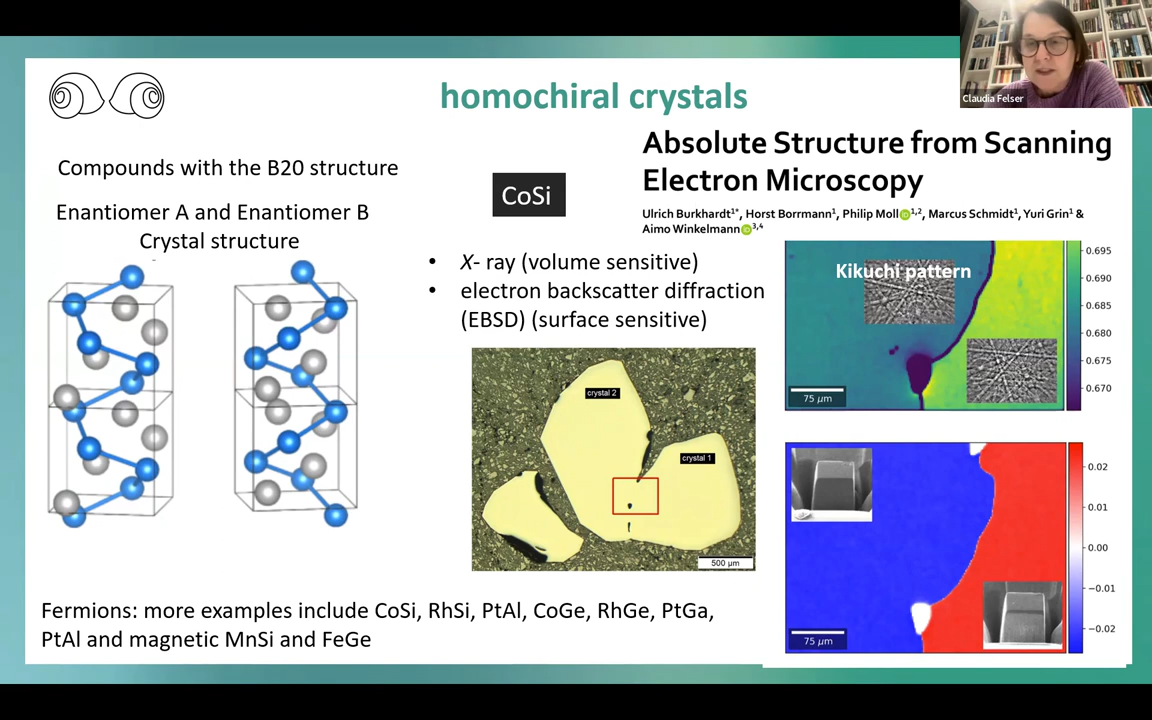 Claudia Felser
homochiral crystals
Compounds with the B20 structure
Enantiomer A and Enantiomer B
Crystal structure
CoSi
• X- ray (volume sensitive)
• electron backscatter diffraction
(EBSD) (surface sensitive)
crystal 2
crystal 1
500 µm
Absolute Structure from Scanning
Electron Microscopy
Ulrich Burkhardt1*, Horst Borrmann1, Philip Moll1,2, Marcus Schmidt1, Yuri Grin1 &
Aimo Winkelmann3,4
Kikuchi pattern
75 µm
0.695
0.690
0.685
0.680
0.675
0.670
75 µm
0.02
0.01
0.00
−0.01
−0.02
Fermions: more examples include CoSi, RhSi, PtAl, CoGe, RhGe, PtGa,
PtAl and magnetic MnSi and FeGe